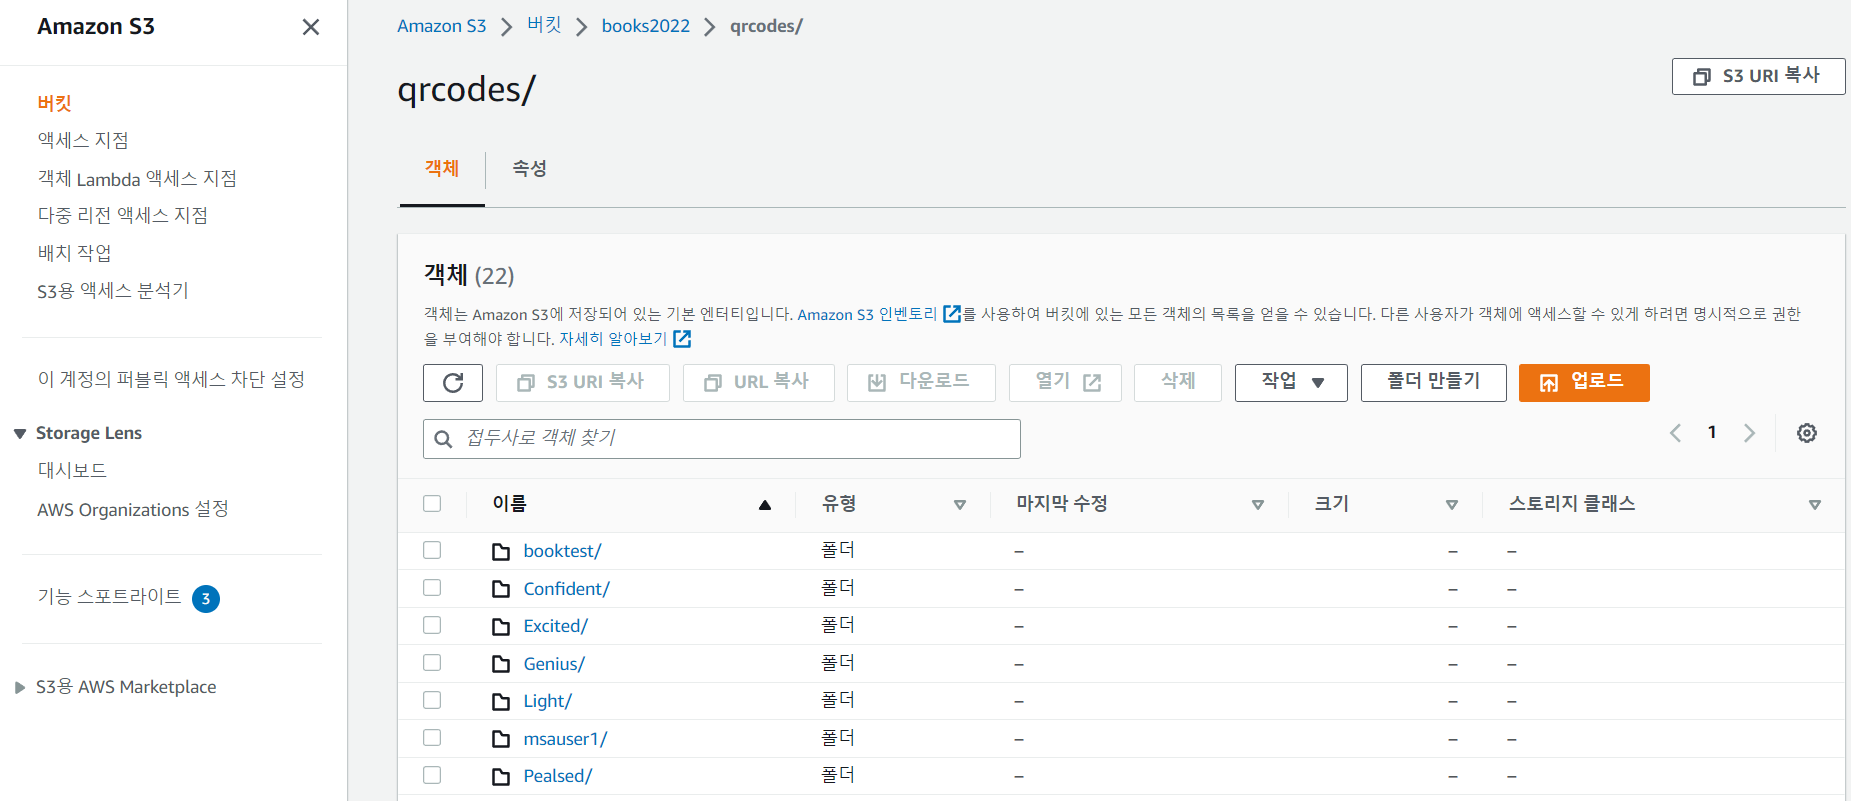 Amazon S3
버킷
액세스 지점
객체 Lambda 액세스 지점
다중 리전 액세스 지점
배치 작업
S3용 액세스 분석기
이 계정의 퍼블릭 액세스 차단 설정
Storage Lens
대시보드
AWS Organizations 설정
기능 스포트라이트 3
S3용 AWS Marketplace
Amazon S3 버킷 books2022 qrcodes/
qrcodes/
S3 URI 복사
객체 속성
객체 (22)
객체는 Amazon S3에 저장되어 있는 기본 엔터티입니다. Amazon S3 인벤토리 를 사용하여 버킷에 있는 모든 객체의 목록을 얻을 수 있습니다. 다른 사용자가 객체에 액세스할 수 있게 하려면 명시적으로 권한
을 부여해야 합니다. 자세히 알아보기
S3 URI 복사 URL 복사 다운로드 열기 삭제 작업 폴더 만들기 업로드
접두사로 객체 찾기
1
이름 유형 마지막 수정 크기 스토리지 클래스
booktest/ 폴더 – – –
Confident/ 폴더 – – –
Excited/ 폴더 – – –
Genius/ 폴더 – – –
Light/ 폴더 – – –
msauser1/ 폴더 – – –
Pealsed/ 폴더 – – –